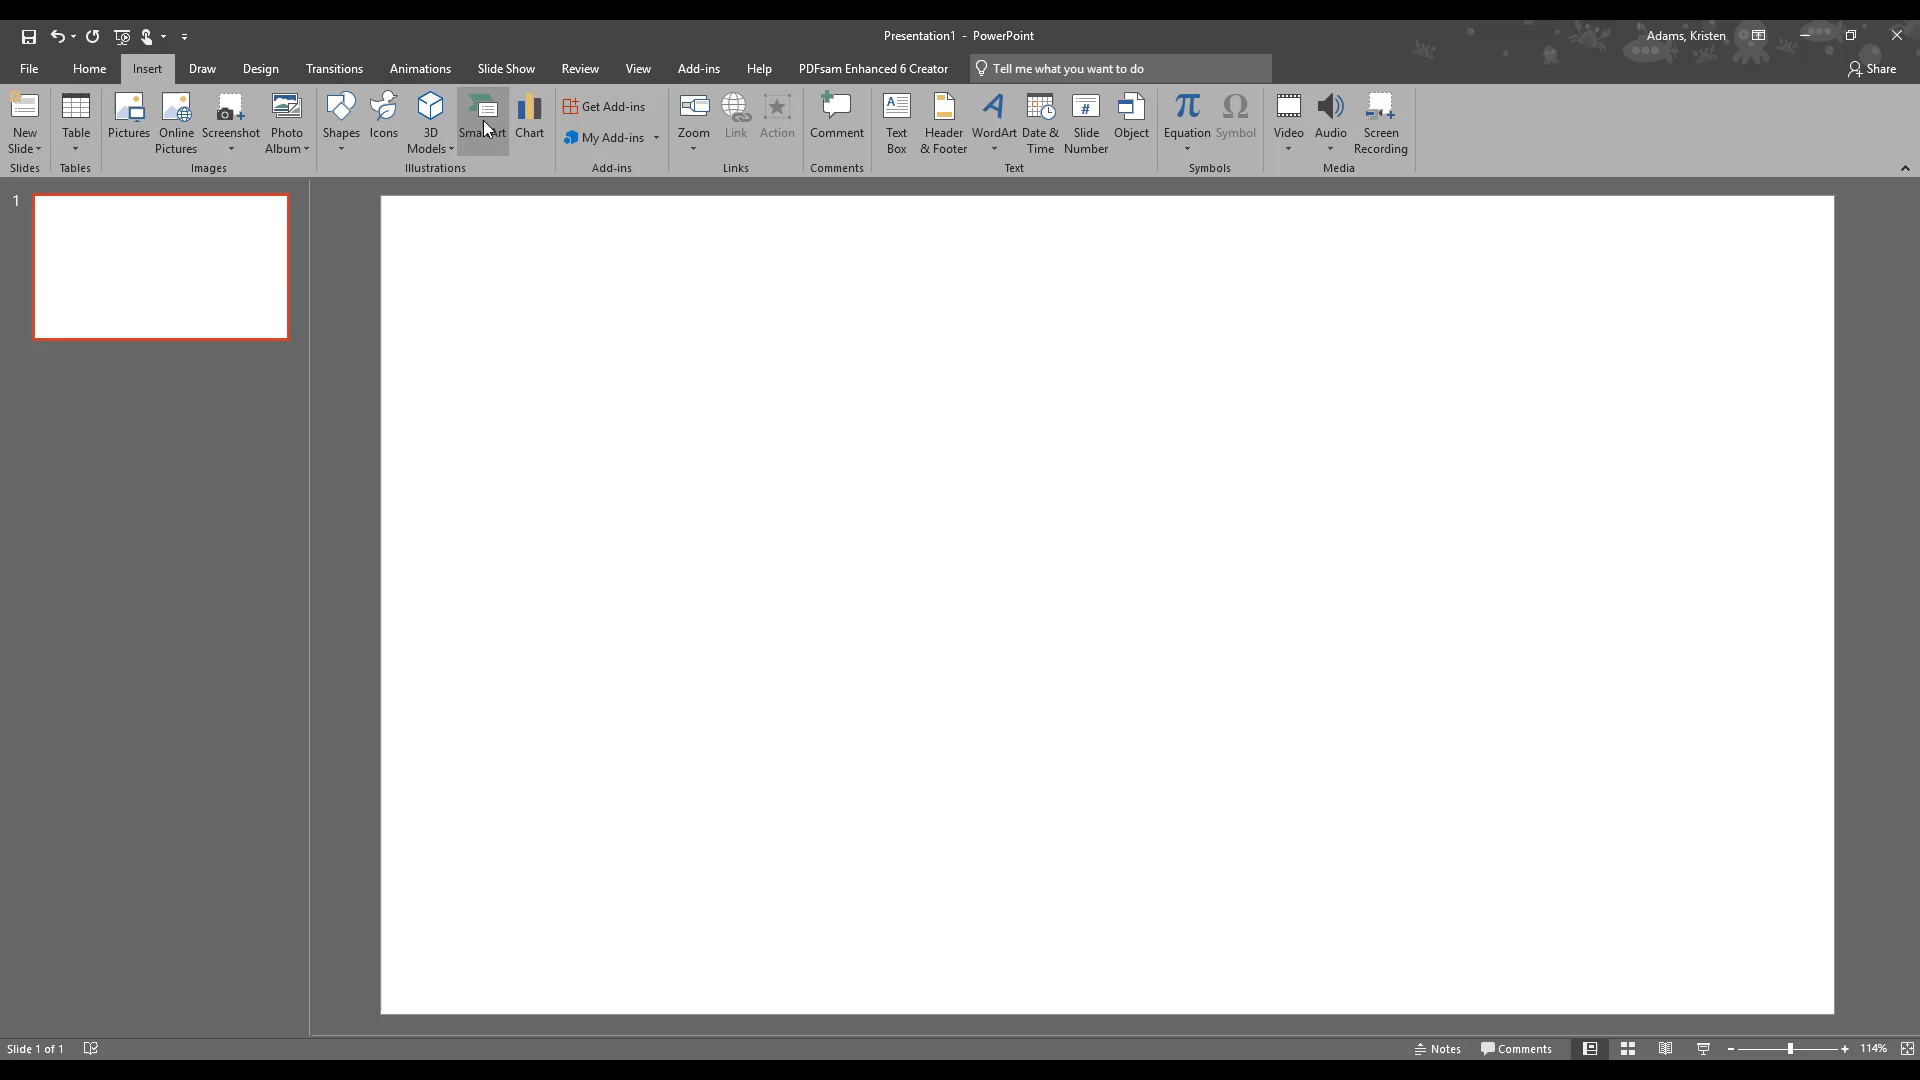 Presentation1 - PowerPoint
Adams, Kristen
File Home Insert Draw Design Transitions Animations Slide Show Review View Add-ins Help PDFsam Enhanced 6 Creator Tell me what you want to do Share
New Slide
Table
Pictures
Online Pictures
Screenshot
Photo Album
Shapes
Icons
3D Models
Chart
Get Add-ins
My Add-ins
Zoom
Link
Action
Comment
Text Box
Header & Footer
WordArt
Date & Time
Slide Number
Object
Equation
Symbol
Video
Audio
Screen Recording
Slides Tables Images Illustrations Add-ins Links Comments Text Symbols Media
1
Slide 1 of 1 Notes Comments 114%